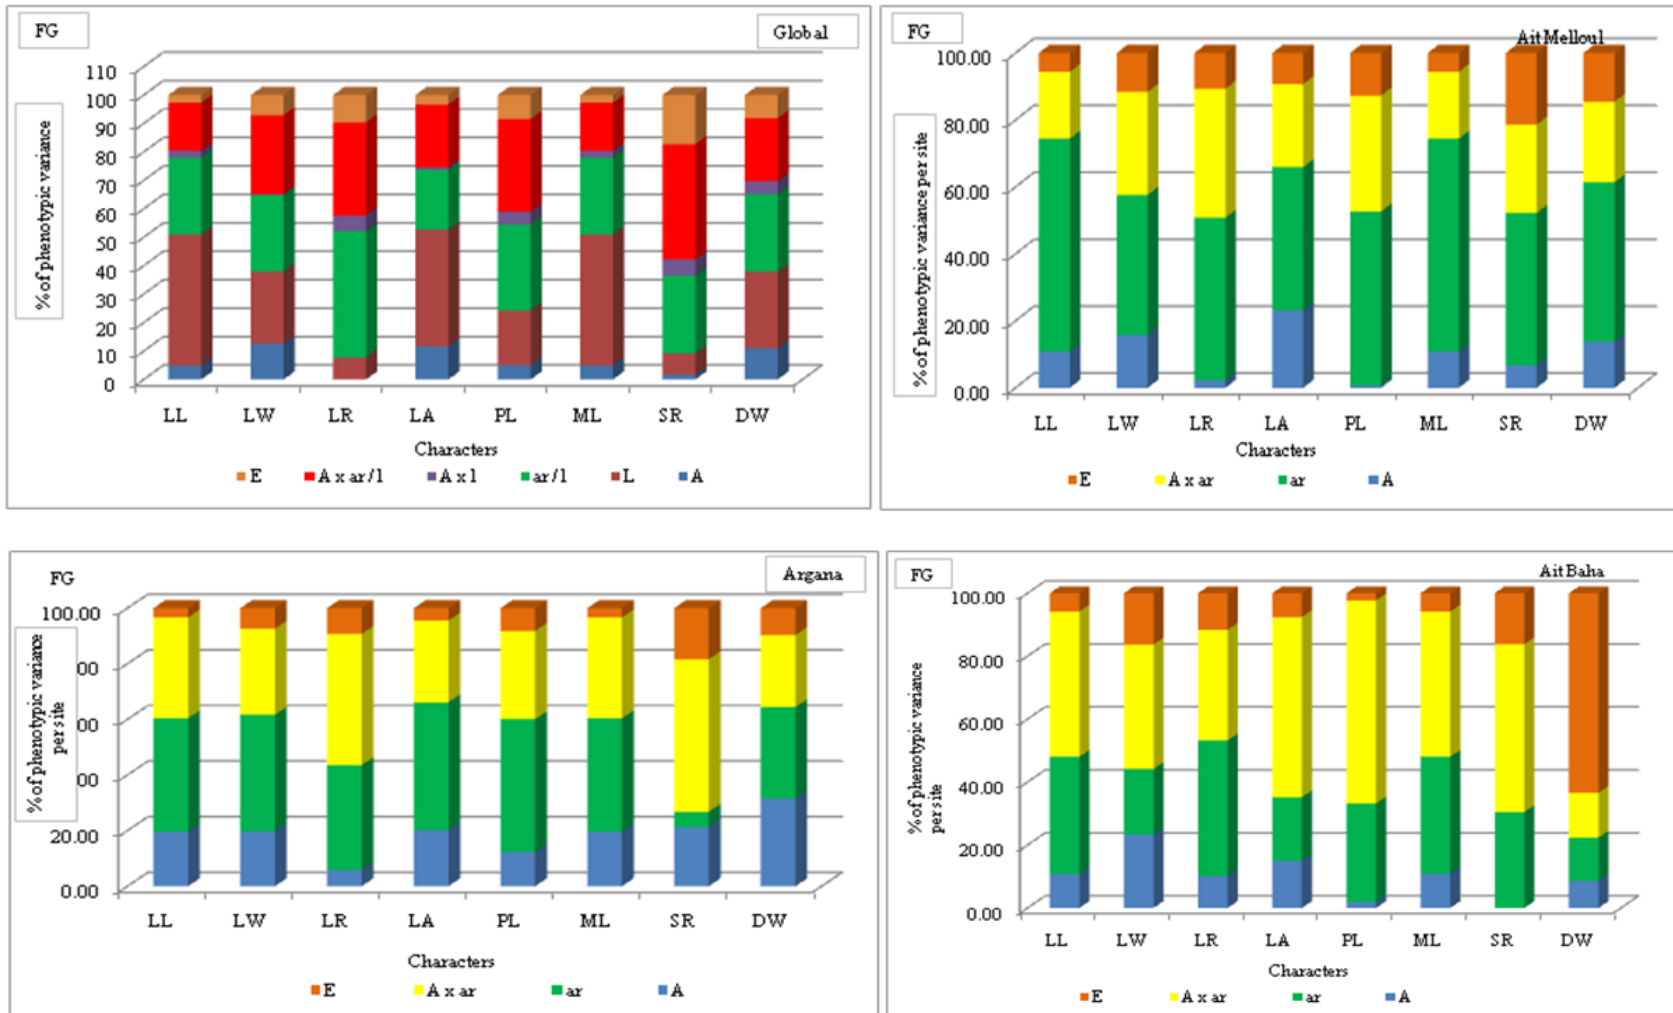 FG
Global
% of phenotypic variance
110
100
90
80
70
60
50
40
30
20
10
0
LL LW LR LA PL ML SR DW
Characters
E A x ar/l A x l ar/l L A
FG
Ait Melloul
% of phenotypic variance per site
100.00
80.00
60.00
40.00
20.00
0.00
LL LW LR LA PL ML SR DW
Characters
E A x ar ar A
FG
Argana
% of phenotypic variance
per site
100.00
00
00
00
20.00
0.00
LL LW LR LA PL ML SR DW
Characters
E A x ar ar A
FG
Ait Baha
% of phenotypic variance
per site
100.00
80.00
60.00
40.00
20.00
0.00
LL LW LR LA PL ML SR DW
Characters
E A x ar ar A